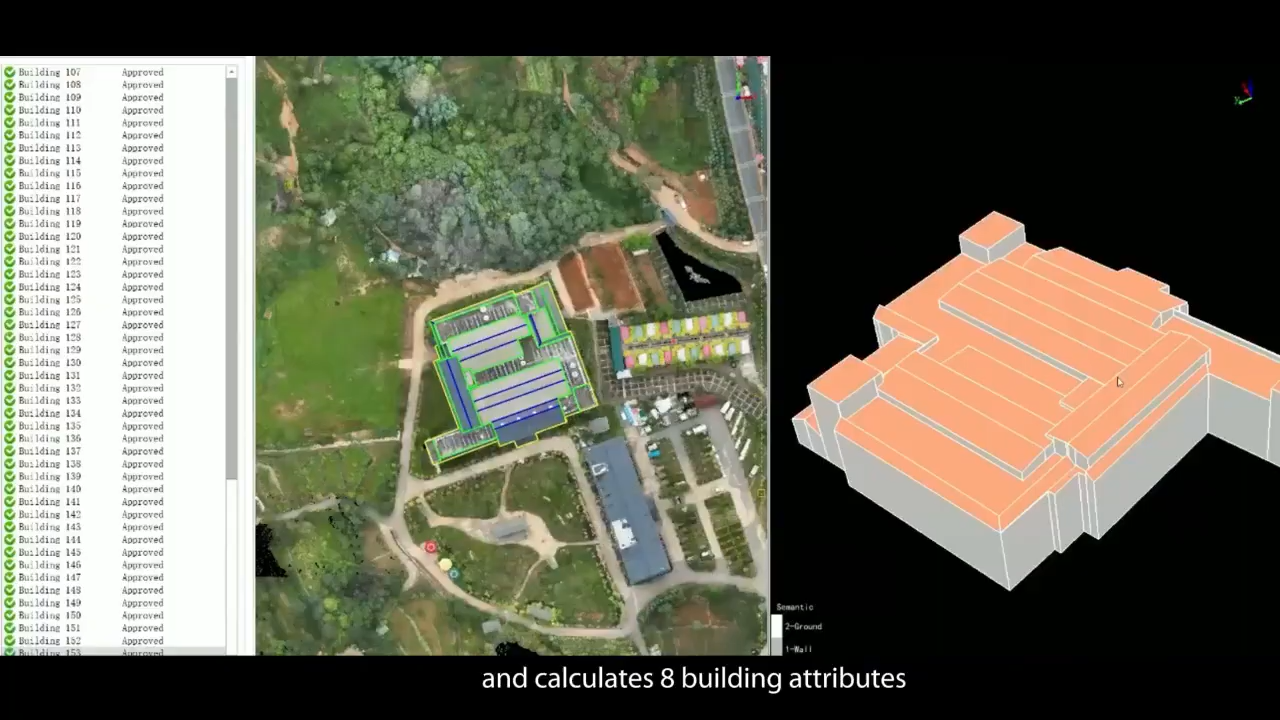 Building 107 Approved
Building 108 Approved
Building 109 Approved
Building 110 Approved
Building 111 Approved
Building 112 Approved
Building 113 Approved
Building 114 Approved
Building 115 Approved
Building 116 Approved
Building 117 Approved
Building 118 Approved
Building 119 Approved
Building 120 Approved
Building 121 Approved
Building 122 Approved
Building 123 Approved
Building 124 Approved
Building 125 Approved
Building 126 Approved
Building 127 Approved
Building 128 Approved
Building 129 Approved
Building 130 Approved
Building 131 Approved
Building 132 Approved
Building 133 Approved
Building 134 Approved
Building 135 Approved
Building 136 Approved
Building 137 Approved
Building 138 Approved
Building 139 Approved
Building 140 Approved
Building 141 Approved
Building 142 Approved
Building 143 Approved
Building 144 Approved
Building 145 Approved
Building 146 Approved
Building 147 Approved
Building 148 Approved
Building 149 Approved
Building 150 Approved
Building 151 Approved
Building 152 Approved
Building 153 Approved
Semantic
2-Ground
1-Wall
and calculates 8 building attributes